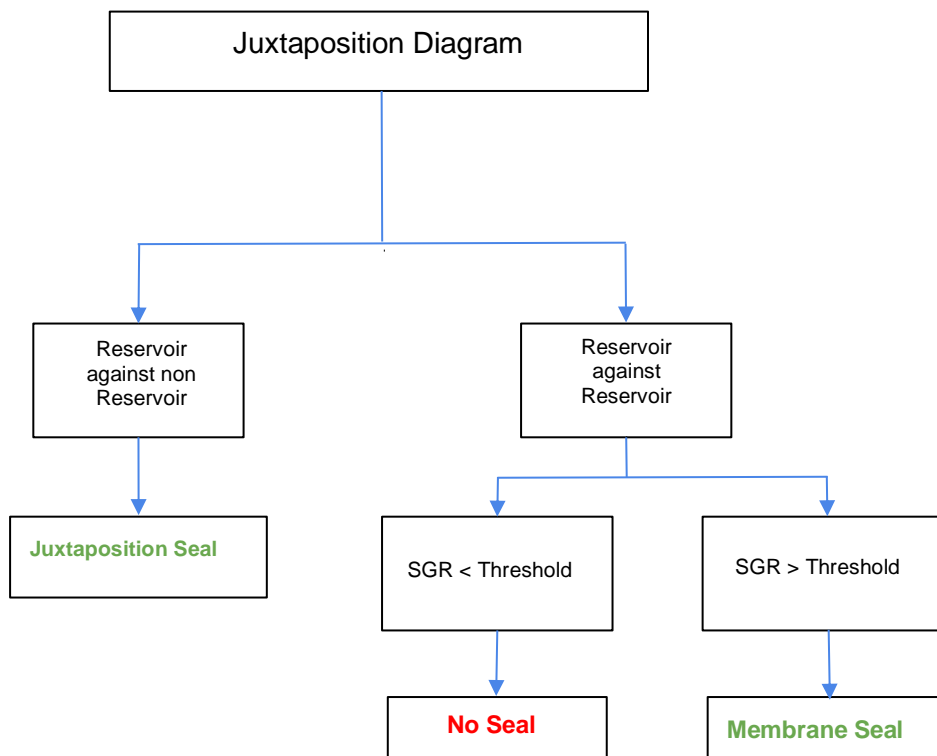 Juxtaposition Diagram
Reservoir
against non
Reservoir
Reservoir
against
Reservoir
Juxtaposition Seal
SGR < Threshold
SGR > Threshold
No Seal
Membrane Seal